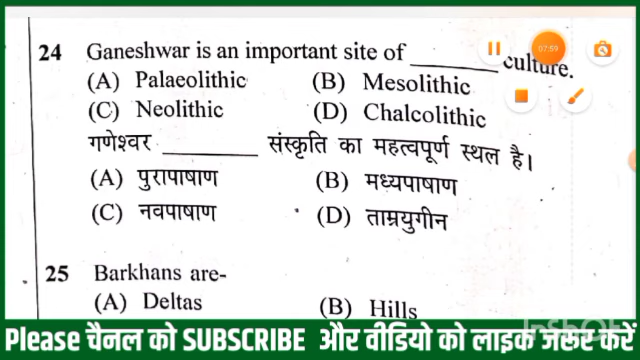 07:59
24 Ganeshwar is an important site of ________ culture.
(A) Palaeolithic (B) Mesolithic
(C) Neolithic (D) Chalcolithic
गणेश्वर ________ संस्कृति का महत्वपूर्ण स्थल है।
(A) पुरापाषाण (B) मध्यपाषाण
(C) नवपाषाण (D) ताम्रयुगीन
25 Barkhans are-
(A) Deltas (B) Hills
InShOt
Please चैनल को SUBSCRIBE और वीडियो को लाइक जरूर करें